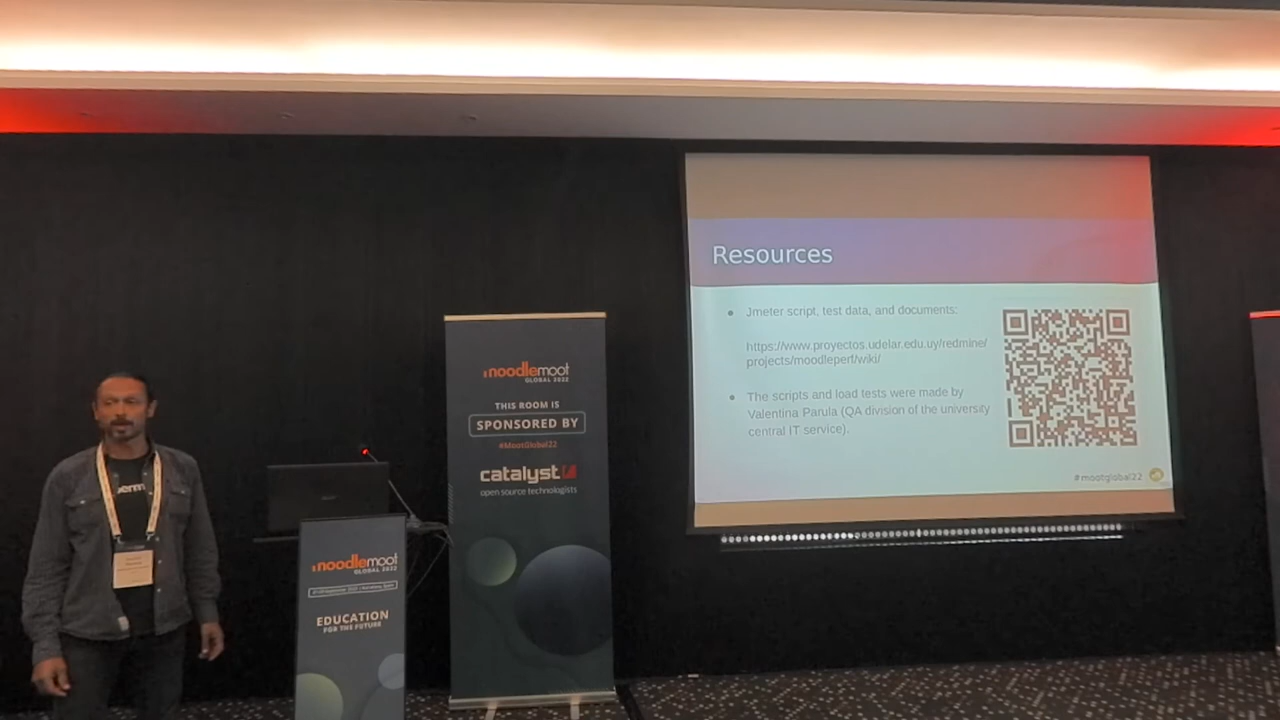 Resources
Jmeter script, test data, and documents:
https://www.proyectos.udelar.edu.uy/redmine/
projects/moodleperf/wiki/
The scripts and load tests were made by
Valentina Parula (QA division of the university
central IT service).
#mootglobal22
moodlemoot
GLOBAL 2022
THIS ROOM IS
SPONSORED BY
#MootGlobal22
catalyst
open source technologists
moodlemoot
GLOBAL 2022
EDUCATION
FOR THE FUTURE